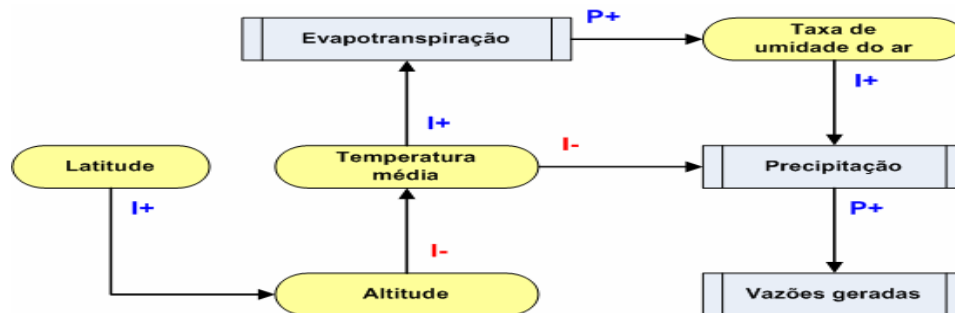 Evapotranspiração
P+
Taxa de
umidade do ar
I+
I+
Latitude
Temperatura
média
I-
Precipitação
I+
P+
I-
Altitude
Vazões geradas